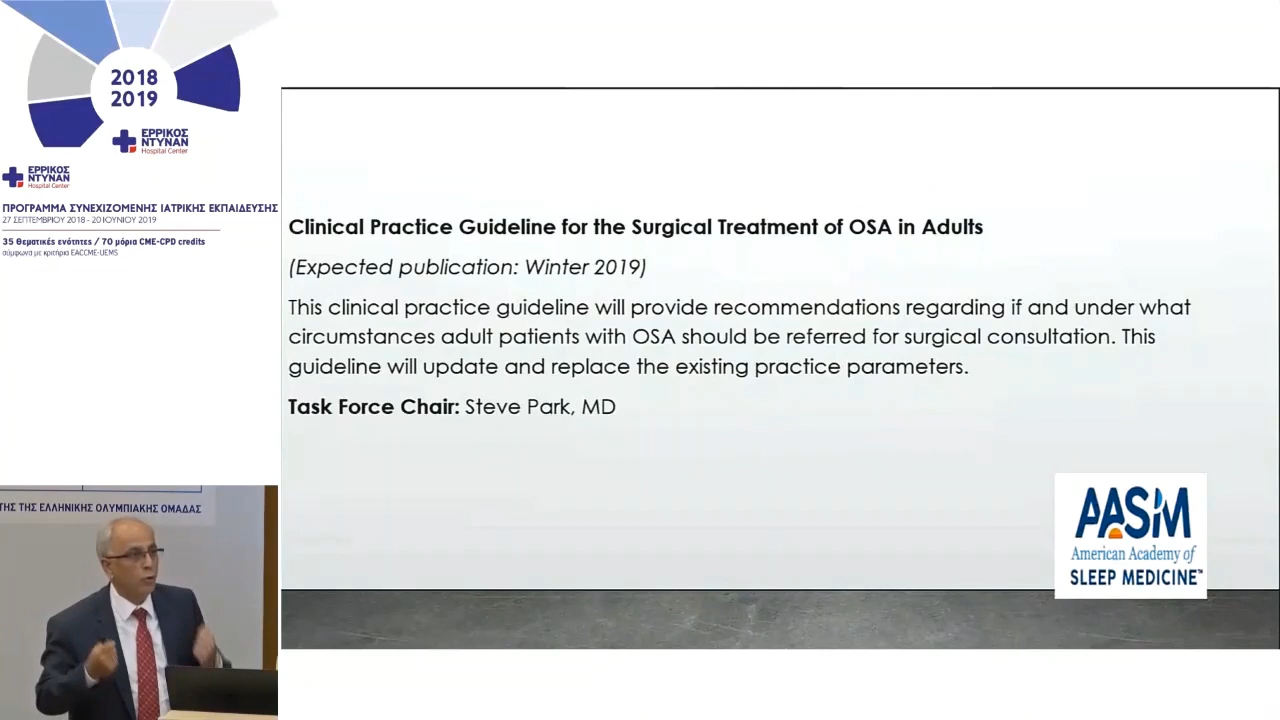 2018
2019
ΕΡΡΙΚΟΣ
ΝΤΥΝΑΝ
Hospital Center
ΕΡΡΙΚΟΣ
ΝΤΥΝΑΝ
Hospital Center
ΠΡΟΓΡΑΜΜΑ ΣΥΝΕΧΙΖΟΜΕΝΗΣ ΙΑΤΡΙΚΗΣ ΕΚΠΑΙΔΕΥΣΗΣ
27 ΣΕΠΤΕΜΒΡΙΟΥ 2018 - 20 ΙΟΥΝΙΟΥ 2019
35 θεματικές ενότητες / 70 μόρια CME-CPD credits
σύμφωνα με κριτήρια EACCME-UEMS
Clinical Practice Guideline for the Surgical Treatment of OSA in Adults
(Expected publication: Winter 2019)
This clinical practice guideline will provide recommendations regarding if and under what
circumstances adult patients with OSA should be referred for surgical consultation. This
guideline will update and replace the existing practice parameters.
Task Force Chair: Steve Park, MD
AASM
American Academy of
SLEEP MEDICINE™
ΤΗΣ ΤΗΣ ΕΛΛΗΝΙΚΗΣ ΟΛΥΜΠΙΑΚΗΣ ΟΜΑΔΑΣ